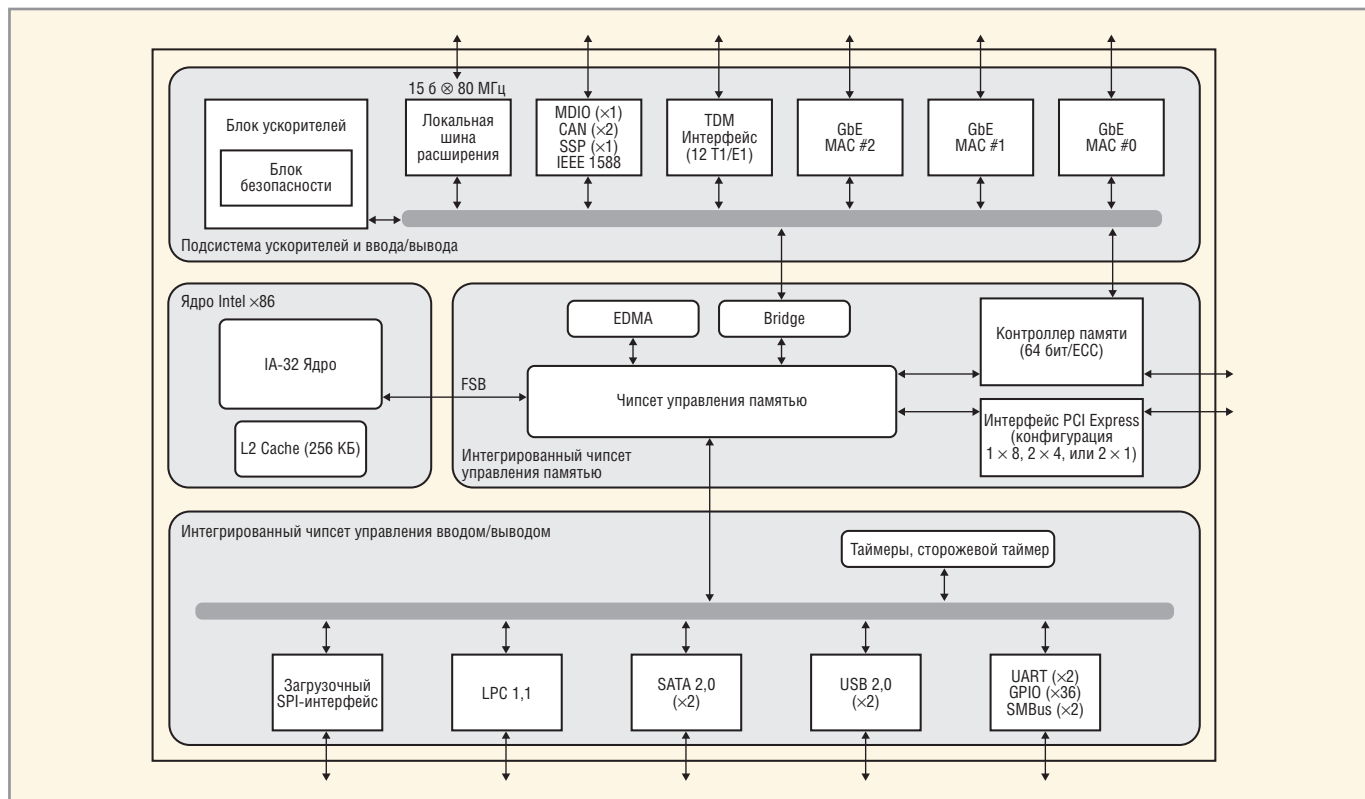 15 б ⊗ 80 МГц
Блок ускорителей
Блок
безопасности
Локальная
шина
расширения
MDIO (×1)
CAN (×2)
SSP (×1)
IEEE 1588
TDM
Интерфейс
(12 T1/E1)
GbE
MAC #2
GbE
MAC #1
GbE
MAC #0
Подсистема ускорителей и ввода/вывода
Ядро Intel ×86
IA-32 Ядро
L2 Cache (256 КБ)
FSB
EDMA
Bridge
Чипсет управления памятью
Контроллер памяти
(64 бит/ECC)
Интерфейс PCI Express
(конфигурация
1 × 8, 2 × 4, или 2 × 1)
Интегрированный чипсет
управления памятью
Интегрированный чипсет управления вводом/выводом
Таймеры, сторожевой таймер
Загрузочный
SPI-интерфейс
LPC 1,1
SATA 2,0
(×2)
USB 2,0
(×2)
UART (×2)
GPIO (×36)
SMBus (×2)